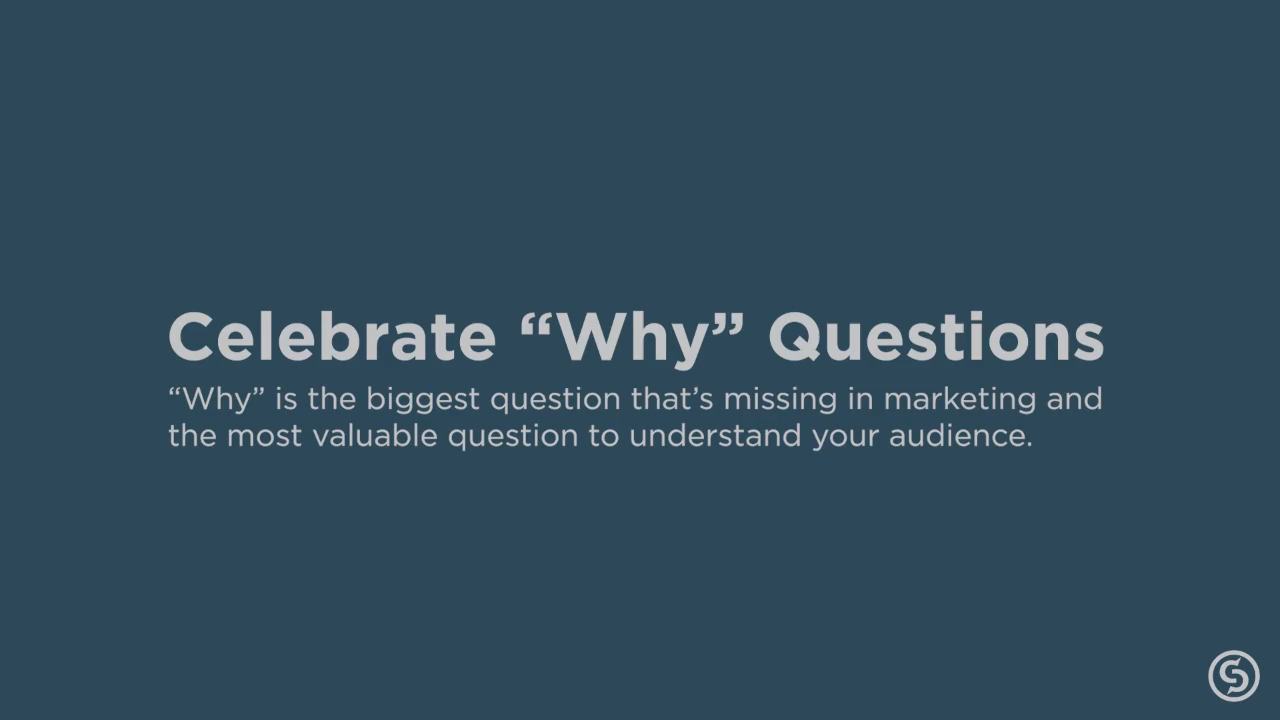 Celebrate “Why” Questions
“Why” is the biggest question that’s missing in marketing and
the most valuable question to understand your audience.